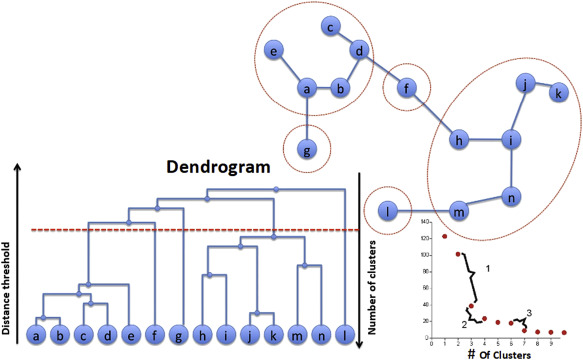 c
e
d
a
b
f
j
k
g
h
i
n
l
m
Dendrogram
Distance threshold
a b c d e f g h i j k m n l
Number of clusters
140
120
100
80
60
40
20
0
1
2
3
1 2 3 4 5 6 7 8 9
# Of Clusters